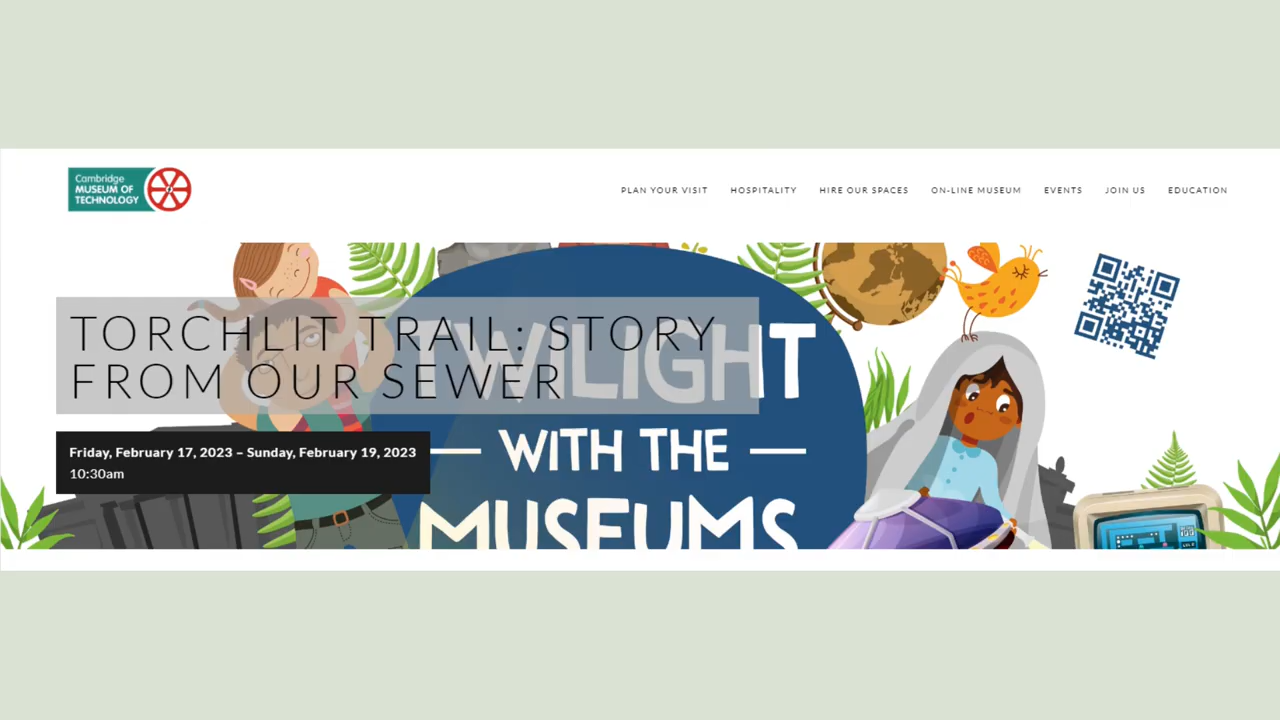 Cambridge
MUSEUM OF
TECHNOLOGY
PLAN YOUR VISIT HOSPITALITY HIRE OUR SPACES ON-LINE MUSEUM EVENTS JOIN US EDUCATION
TORCHLIT TRAIL: STORY
FROM OUR SEWER
Friday, February 17, 2023 – Sunday, February 19, 2023
10:30am
TWILIGHT
WITH THE
MUSEUMS